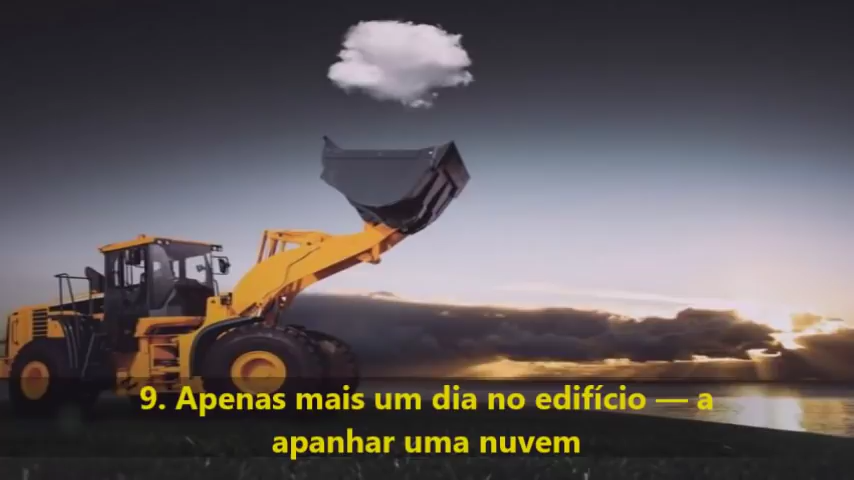 9. Apenas mais um dia no edifício — a
apanhar uma nuvem